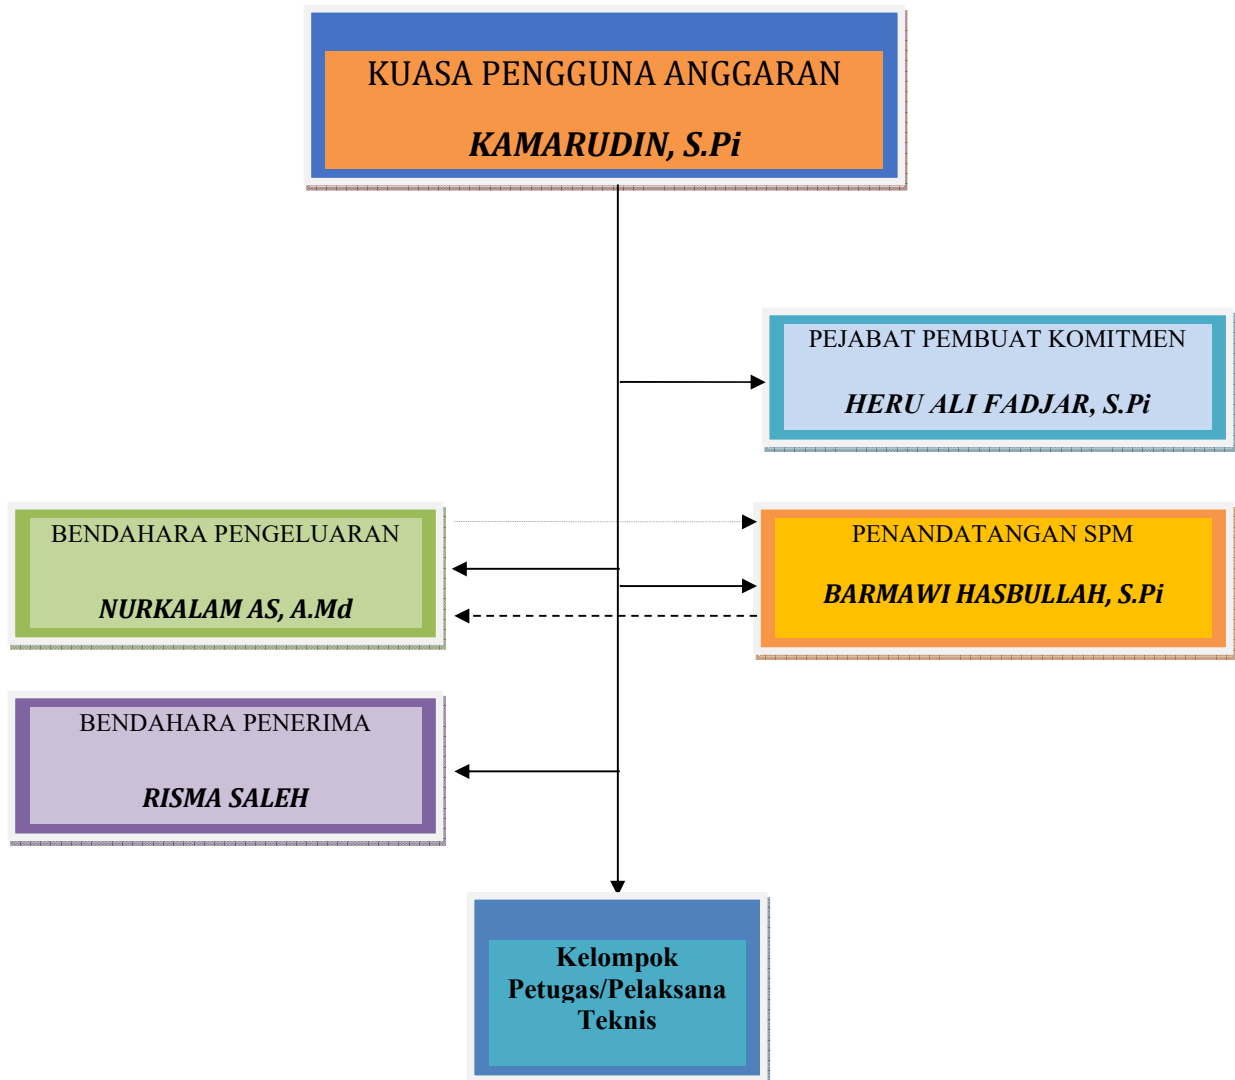 KUASA PENGGUNA ANGGARAN
KAMARUDIN, S.Pi
PEJABAT PEMBUAT KOMITMEN
HERU ALI FADJAR, S.Pi
BENDAHARA PENGELUARAN
NURKALAM AS, A.Md
PENANDATANGAN SPM
BARMAWI HASBULLAH, S.Pi
BENDAHARA PENERIMA
RISMA SALEH
Kelompok
Petugas/Pelaksana
Teknis